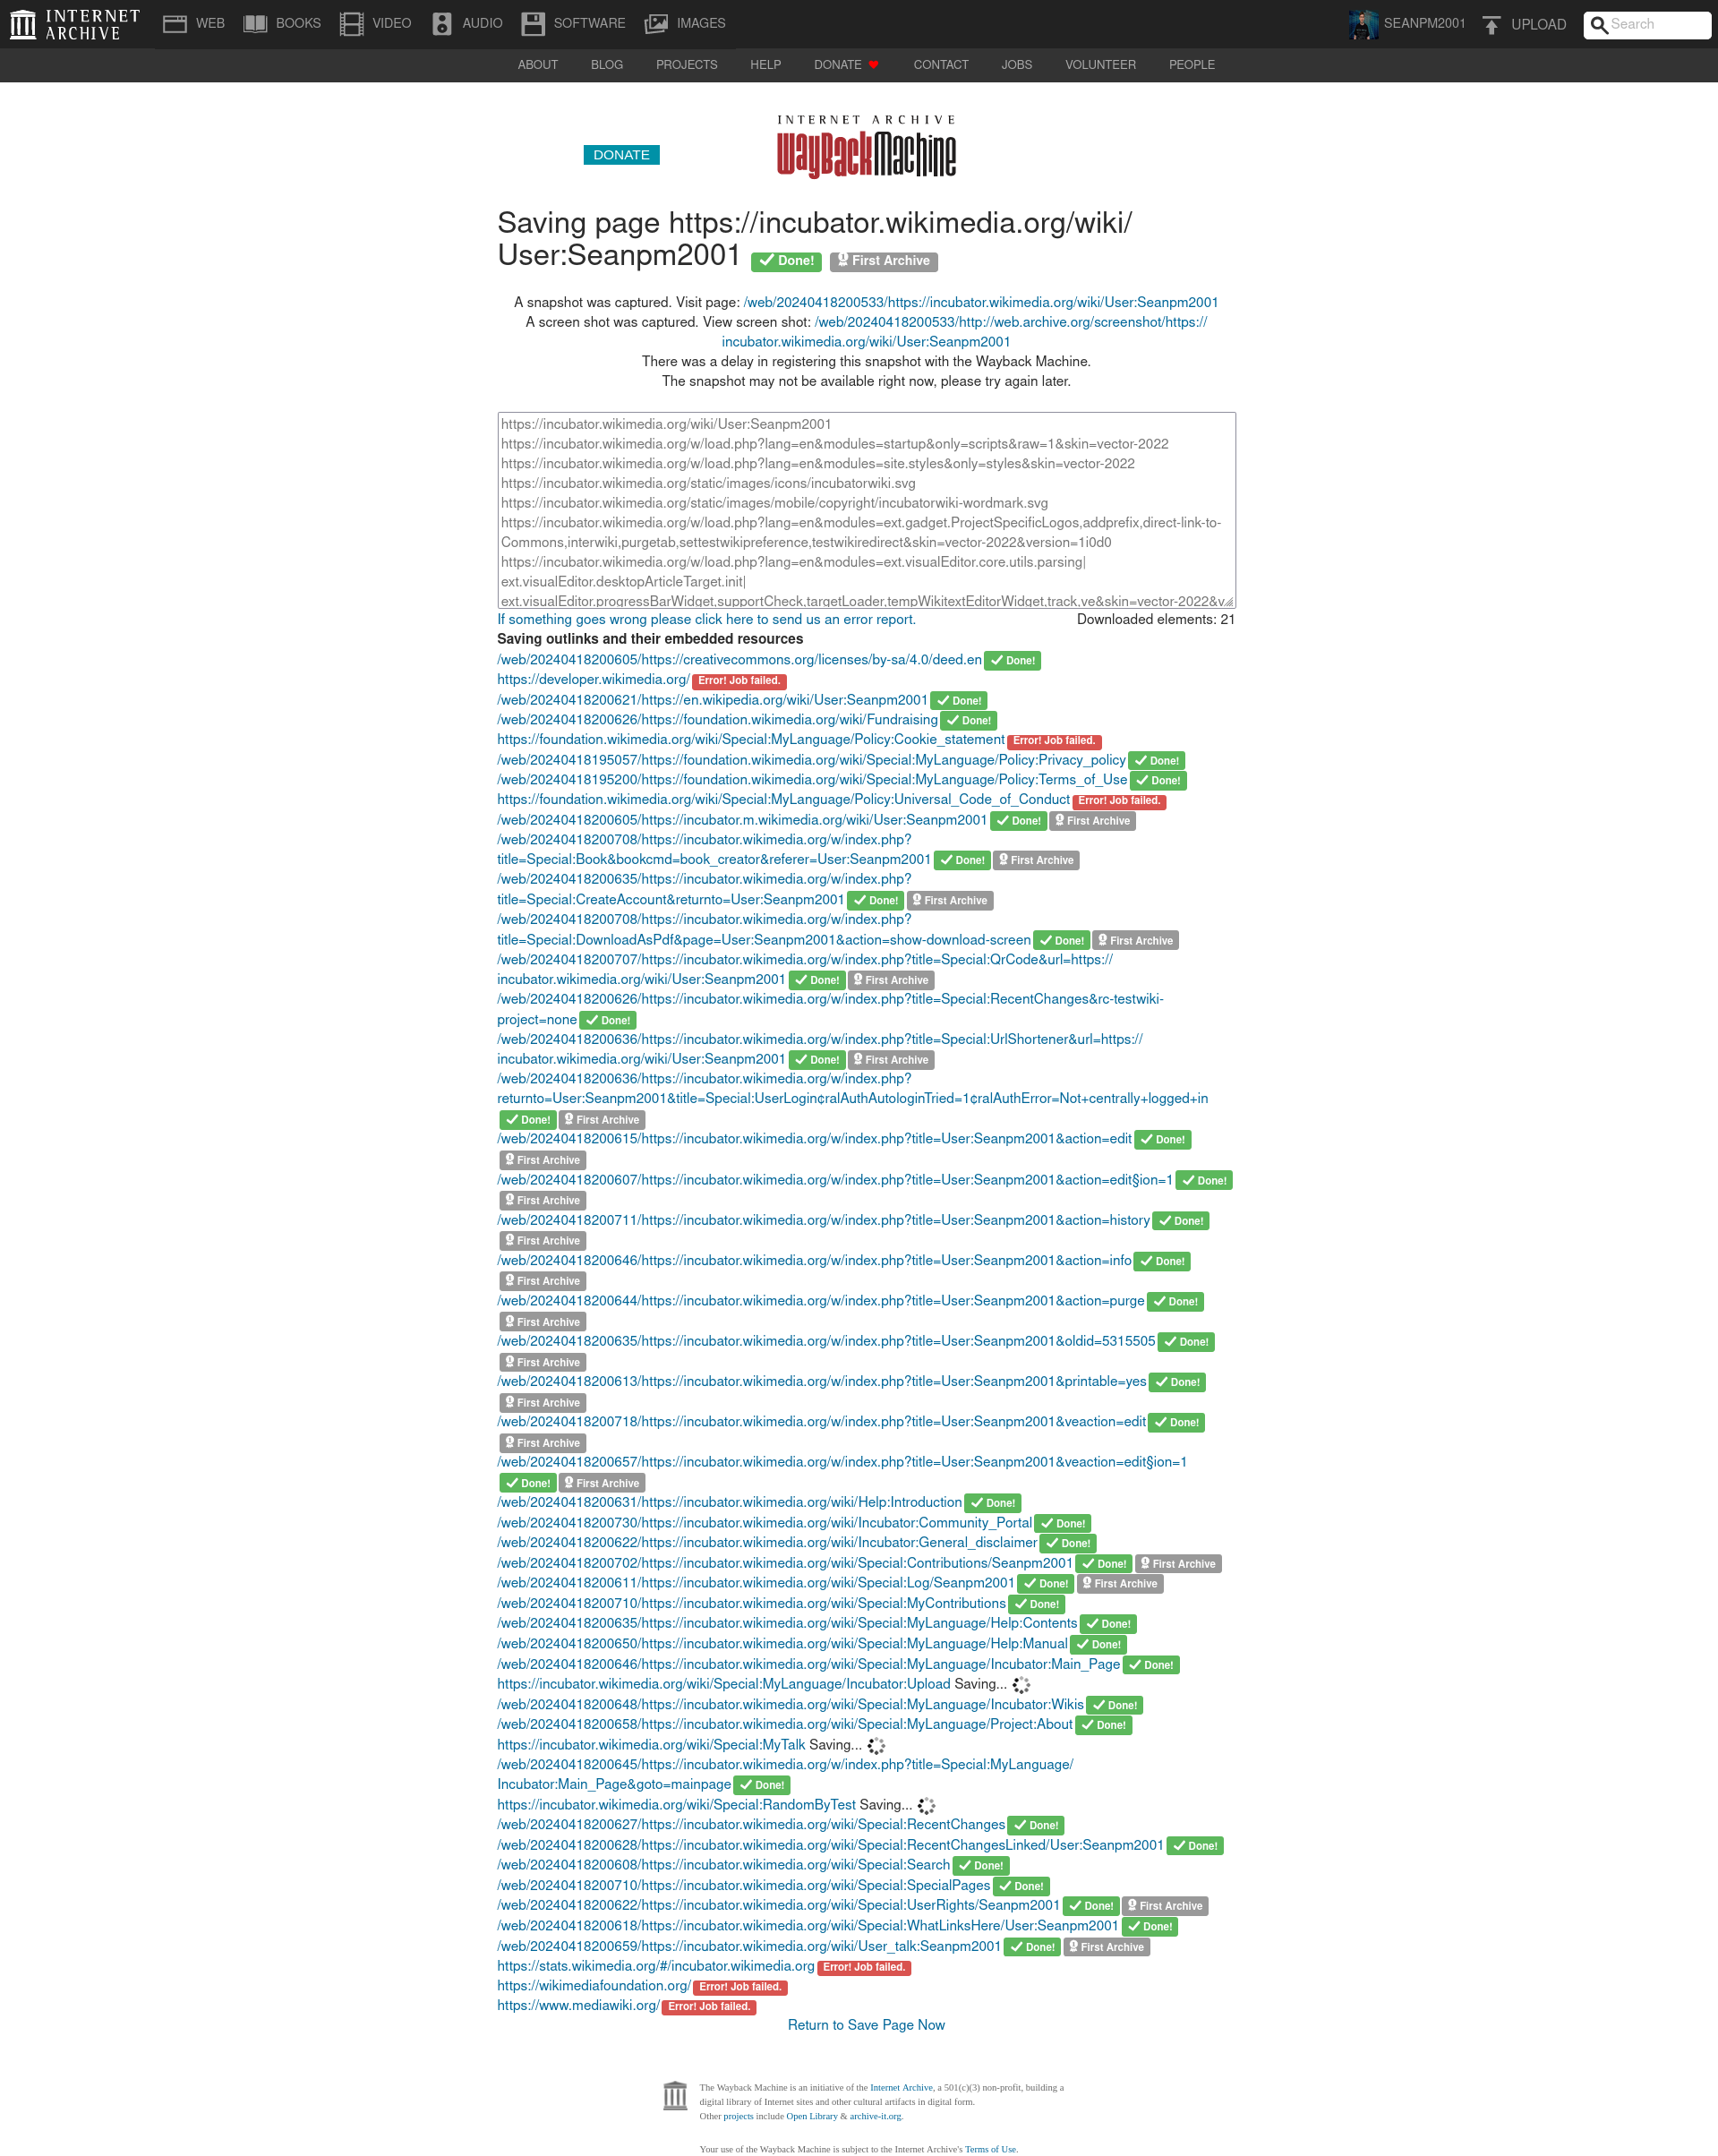 INTERNET ARCHIVE
WEB BOOKS VIDEO AUDIO SOFTWARE IMAGES SEANPM2001 UPLOAD Search
ABOUT BLOG PROJECTS HELP DONATE CONTACT JOBS VOLUNTEER PEOPLE
INTERNET ARCHIVE
DONATE WayBackMachine
Saving page https://incubator.wikimedia.org/wiki/
User:Seanpm2001 Done! First Archive
A snapshot was captured. Visit page: /web/20240418200533/https://incubator.wikimedia.org/wiki/User:Seanpm2001
A screen shot was captured. View screen shot: /web/20240418200533/http://web.archive.org/screenshot/https://
incubator.wikimedia.org/wiki/User:Seanpm2001
There was a delay in registering this snapshot with the Wayback Machine.
The snapshot may not be available right now, please try again later.
https://incubator.wikimedia.org/wiki/User:Seanpm2001
https://incubator.wikimedia.org/w/load.php?lang=en&modules=startup&only=scripts&raw=1&skin=vector-2022
https://incubator.wikimedia.org/w/load.php?lang=en&modules=site.styles&only=styles&skin=vector-2022
https://incubator.wikimedia.org/static/images/icons/incubatorwiki.svg
https://incubator.wikimedia.org/static/images/mobile/copyright/incubatorwiki-wordmark.svg
https://incubator.wikimedia.org/w/load.php?lang=en&modules=ext.gadget.ProjectSpecificLogos,addprefix,direct-link-to-
Commons,interwiki,purgetab,settestwikipreference,testwikiredirect&skin=vector-2022&version=1i0d0
https://incubator.wikimedia.org/w/load.php?lang=en&modules=ext.visualEditor.core.utils.parsing|
ext.visualEditor.desktopArticleTarget.init|
ext.visualEditor.progressBarWidget,supportCheck,targetLoader,tempWikitextEditorWidget,track,ve&skin=vector-2022&v
If something goes wrong please click here to send us an error report. Downloaded elements: 21
Saving outlinks and their embedded resources
/web/20240418200605/https://creativecommons.org/licenses/by-sa/4.0/deed.en Done!
https://developer.wikimedia.org/ Error! Job failed.
/web/20240418200621/https://en.wikipedia.org/wiki/User:Seanpm2001 Done!
/web/20240418200626/https://foundation.wikimedia.org/wiki/Fundraising Done!
https://foundation.wikimedia.org/wiki/Special:MyLanguage/Policy:Cookie_statement Error! Job failed.
/web/20240418195057/https://foundation.wikimedia.org/wiki/Special:MyLanguage/Policy:Privacy_policy Done!
/web/20240418195200/https://foundation.wikimedia.org/wiki/Special:MyLanguage/Policy:Terms_of_Use Done!
https://foundation.wikimedia.org/wiki/Special:MyLanguage/Policy:Universal_Code_of_Conduct Error! Job failed.
/web/20240418200605/https://incubator.m.wikimedia.org/wiki/User:Seanpm2001 Done! First Archive
/web/20240418200708/https://incubator.wikimedia.org/w/index.php?
title=Special:Book&bookcmd=book_creator&referer=User:Seanpm2001 Done! First Archive
/web/20240418200635/https://incubator.wikimedia.org/w/index.php?
title=Special:CreateAccount&returnto=User:Seanpm2001 Done! First Archive
/web/20240418200708/https://incubator.wikimedia.org/w/index.php?
title=Special:DownloadAsPdf&page=User:Seanpm2001&action=show-download-screen Done! First Archive
/web/20240418200707/https://incubator.wikimedia.org/w/index.php?title=Special:QrCode&url=https://
incubator.wikimedia.org/wiki/User:Seanpm2001 Done! First Archive
/web/20240418200626/https://incubator.wikimedia.org/w/index.php?title=Special:RecentChanges&rc-testwiki-
project=none Done!
/web/20240418200636/https://incubator.wikimedia.org/w/index.php?title=Special:UrlShortener&url=https://
incubator.wikimedia.org/wiki/User:Seanpm2001 Done! First Archive
/web/20240418200636/https://incubator.wikimedia.org/w/index.php?
returnto=User:Seanpm2001&title=Special:UserLogin¢ralAuthAutologinTried=1¢ralAuthError=Not+centrally+logged+in
Done! First Archive
/web/20240418200615/https://incubator.wikimedia.org/w/index.php?title=User:Seanpm2001&action=edit Done!
First Archive
/web/20240418200607/https://incubator.wikimedia.org/w/index.php?title=User:Seanpm2001&action=edit§ion=1 Done!
First Archive
/web/20240418200711/https://incubator.wikimedia.org/w/index.php?title=User:Seanpm2001&action=history Done!
First Archive
/web/20240418200646/https://incubator.wikimedia.org/w/index.php?title=User:Seanpm2001&action=info Done!
First Archive
/web/20240418200644/https://incubator.wikimedia.org/w/index.php?title=User:Seanpm2001&action=purge Done!
First Archive
/web/20240418200635/https://incubator.wikimedia.org/w/index.php?title=User:Seanpm2001&oldid=5315505 Done!
First Archive
/web/20240418200613/https://incubator.wikimedia.org/w/index.php?title=User:Seanpm2001&printable=yes Done!
First Archive
/web/20240418200718/https://incubator.wikimedia.org/w/index.php?title=User:Seanpm2001&veaction=edit Done!
First Archive
/web/20240418200657/https://incubator.wikimedia.org/w/index.php?title=User:Seanpm2001&veaction=edit§ion=1
Done! First Archive
/web/20240418200631/https://incubator.wikimedia.org/wiki/Help:Introduction Done!
/web/20240418200730/https://incubator.wikimedia.org/wiki/Incubator:Community_Portal Done!
/web/20240418200622/https://incubator.wikimedia.org/wiki/Incubator:General_disclaimer Done!
/web/20240418200702/https://incubator.wikimedia.org/wiki/Special:Contributions/Seanpm2001 Done! First Archive
/web/20240418200611/https://incubator.wikimedia.org/wiki/Special:Log/Seanpm2001 Done! First Archive
/web/20240418200710/https://incubator.wikimedia.org/wiki/Special:MyContributions Done!
/web/20240418200635/https://incubator.wikimedia.org/wiki/Special:MyLanguage/Help:Contents Done!
/web/20240418200650/https://incubator.wikimedia.org/wiki/Special:MyLanguage/Help:Manual Done!
/web/20240418200646/https://incubator.wikimedia.org/wiki/Special:MyLanguage/Incubator:Main_Page Done!
https://incubator.wikimedia.org/wiki/Special:MyLanguage/Incubator:Upload Saving...
/web/20240418200648/https://incubator.wikimedia.org/wiki/Special:MyLanguage/Incubator:Wikis Done!
/web/20240418200658/https://incubator.wikimedia.org/wiki/Special:MyLanguage/Project:About Done!
https://incubator.wikimedia.org/wiki/Special:MyTalk Saving...
/web/20240418200645/https://incubator.wikimedia.org/w/index.php?title=Special:MyLanguage/
Incubator:Main_Page&goto=mainpage Done!
https://incubator.wikimedia.org/wiki/Special:RandomByTest Saving...
/web/20240418200627/https://incubator.wikimedia.org/wiki/Special:RecentChanges Done!
/web/20240418200628/https://incubator.wikimedia.org/wiki/Special:RecentChangesLinked/User:Seanpm2001 Done!
/web/20240418200608/https://incubator.wikimedia.org/wiki/Special:Search Done!
/web/20240418200710/https://incubator.wikimedia.org/wiki/Special:SpecialPages Done!
/web/20240418200622/https://incubator.wikimedia.org/wiki/Special:UserRights/Seanpm2001 Done! First Archive
/web/20240418200618/https://incubator.wikimedia.org/wiki/Special:WhatLinksHere/User:Seanpm2001 Done!
/web/20240418200659/https://incubator.wikimedia.org/wiki/User_talk:Seanpm2001 Done! First Archive
https://stats.wikimedia.org/#/incubator.wikimedia.org Error! Job failed.
https://wikimediafoundation.org/ Error! Job failed.
https://www.mediawiki.org/ Error! Job failed.
Return to Save Page Now
The Wayback Machine is an initiative of the Internet Archive, a 501(c)(3) non-profit, building a
digital library of Internet sites and other cultural artifacts in digital form.
Other projects include Open Library & archive-it.org.
Your use of the Wayback Machine is subject to the Internet Archive's Terms of Use.